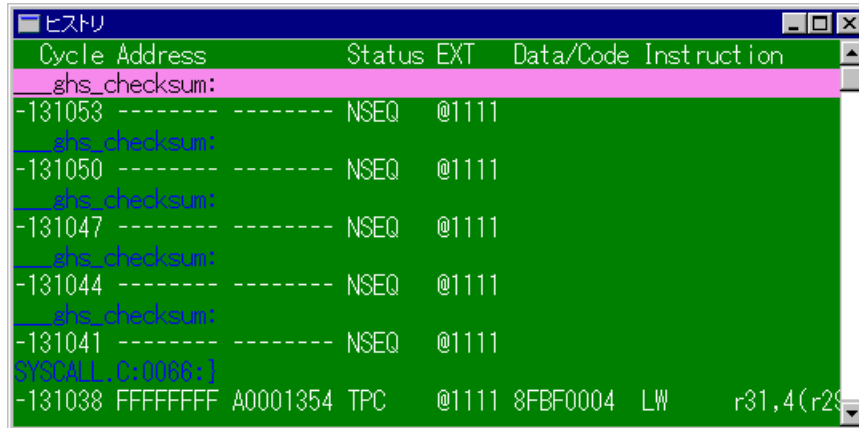 ヒストリ
Cycle Address Status EXT Data/Code Instruction
___ghs_checksum:
-131053 -------- -------- NSEQ @1111
___ghs_checksum:
-131050 -------- -------- NSEQ @1111
___ghs_checksum:
-131047 -------- -------- NSEQ @1111
___ghs_checksum:
-131044 -------- -------- NSEQ @1111
___ghs_checksum:
-131041 -------- -------- NSEQ @1111
SYSCALL.C:0066:}
-131038 FFFFFFFF A0001354 TPC @1111 8FBF0004 LW r31,4(r29